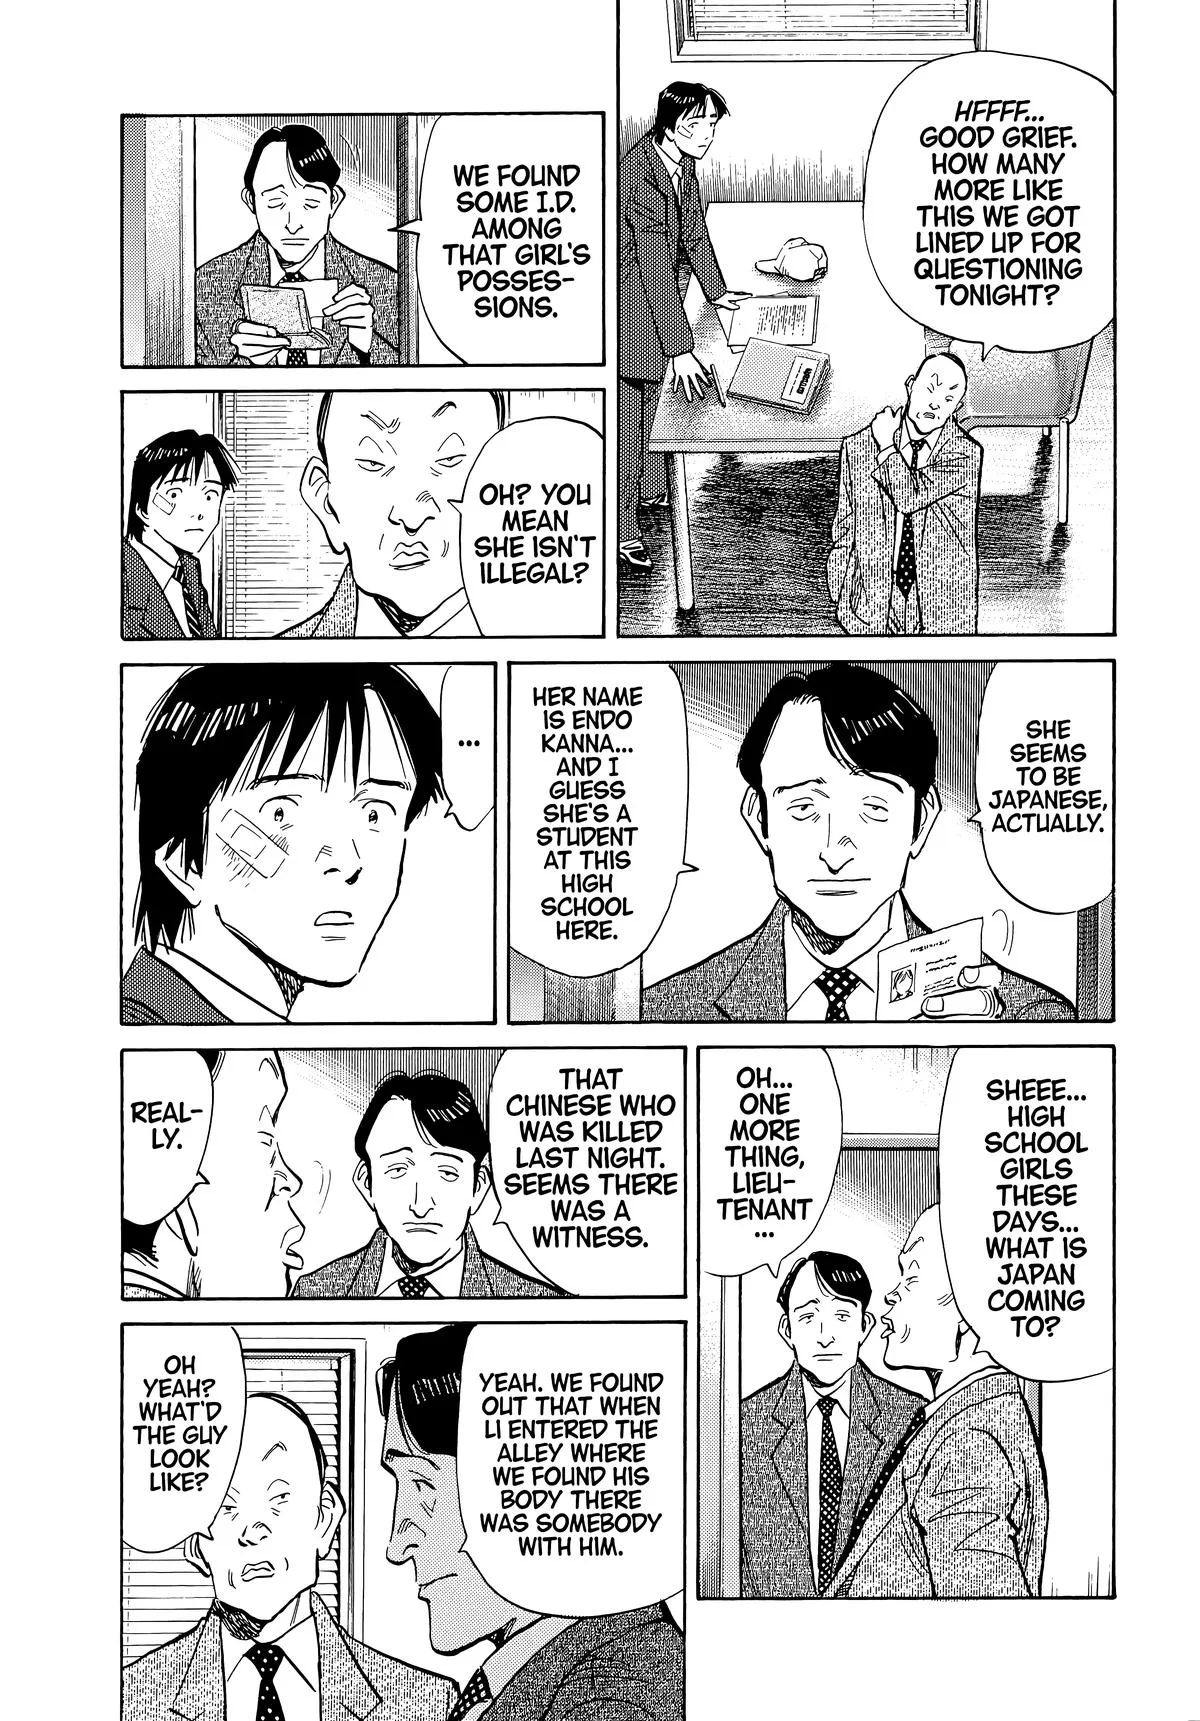 HFFFF...
GOOD GRIEF.
HOW MANY
MORE LIKE
THIS WE GOT
LINED UP FOR
QUESTIONING
TONIGHT?
WE FOUND
SOME I.D.
AMONG
THAT GIRL'S
POSSES-
SIONS.
OH? YOU
MEAN
SHE ISN'T
ILLEGAL?
SHE
SEEMS
TO BE
JAPANESE,
ACTUALLY.
HER NAME
IS ENDO
KANNA...
AND I
GUESS
SHE'S A
STUDENT
AT THIS
HIGH
SCHOOL
HERE.
...
SHEEE...
HIGH
SCHOOL
GIRLS
THESE
DAYS...
WHAT IS
JAPAN
COMING
TO?
OH...
ONE
MORE
THING,
LIEU-
TENANT
...
THAT
CHINESE WHO
WAS KILLED
LAST NIGHT.
SEEMS THERE
WAS A
WITNESS.
REAL-
LY.
YEAH. WE FOUND
OUT THAT WHEN
LI ENTERED THE
ALLEY WHERE
WE FOUND HIS
BODY THERE
WAS SOMEBODY
WITH HIM.
OH
YEAH?
WHAT'D
THE GUY
LOOK
LIKE?